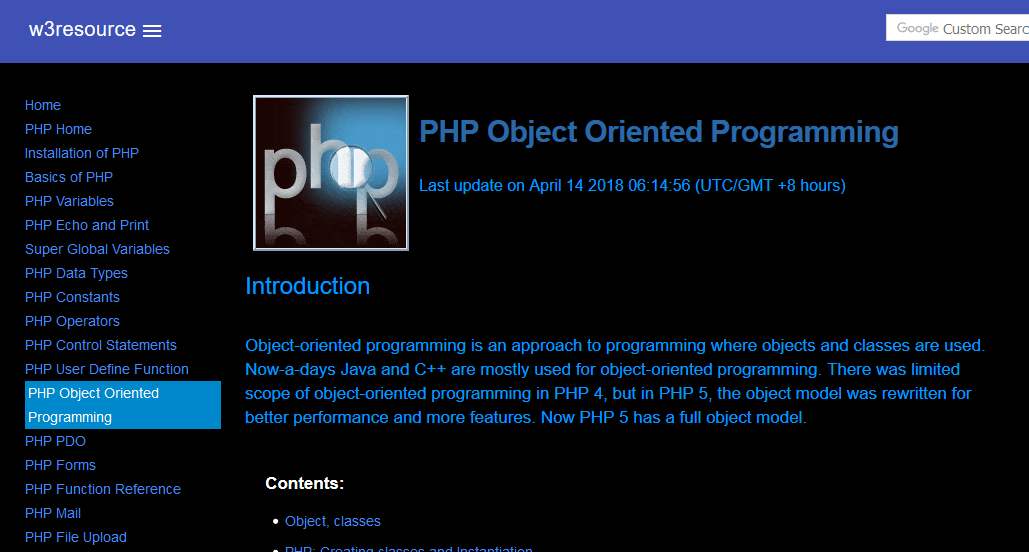 w3resource
Google Custom Searc
Home
PHP Home
Installation of PHP
Basics of PHP
PHP Variables
PHP Echo and Print
Super Global Variables
PHP Data Types
PHP Constants
PHP Operators
PHP Control Statements
PHP User Define Function
PHP Object Oriented
Programming
PHP PDO
PHP Forms
PHP Function Reference
PHP Mail
PHP File Upload
php
PHP Object Oriented Programming
Last update on April 14 2018 06:14:56 (UTC/GMT +8 hours)
Introduction
Object-oriented programming is an approach to programming where objects and classes are used.
Now-a-days Java and C++ are mostly used for object-oriented programming. There was limited
scope of object-oriented programming in PHP 4, but in PHP 5, the object model was rewritten for
better performance and more features. Now PHP 5 has a full object model.
Contents:
Object, classes
PHP: Creating classes and Instantiation